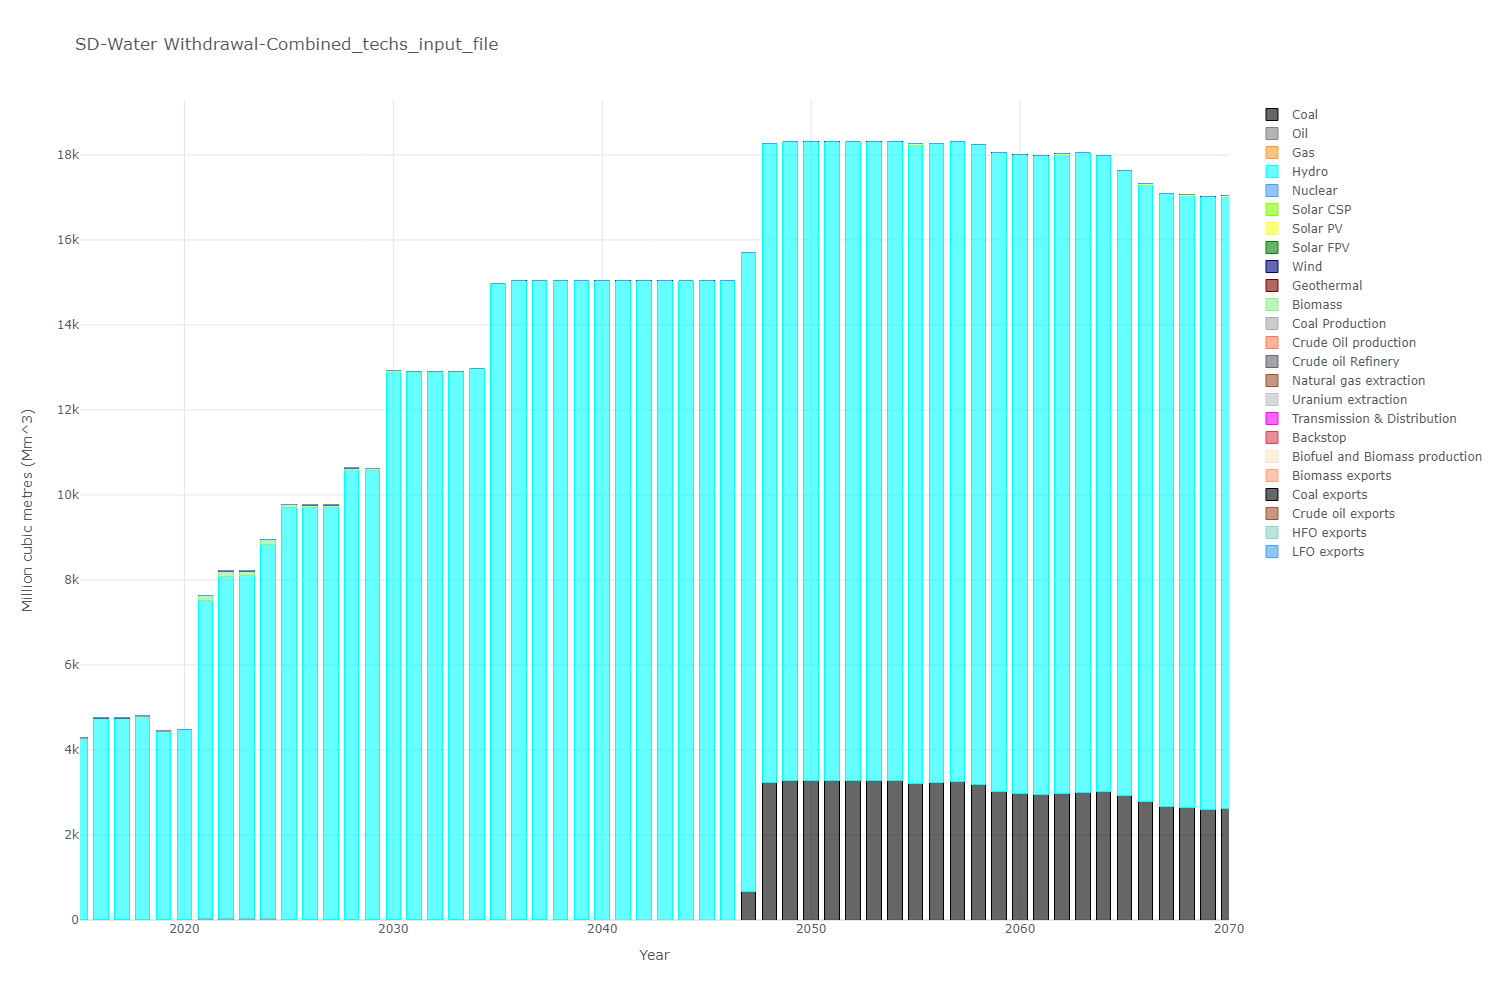 SD-Water Withdrawal-Combined_techs_input_file
Million cubic metres (Mm^3)
18k
16k
14k
12k
10k
8k
6k
4k
2k
0
2020
2030
2040
2050
2060
2070
Year
Coal
Oil
Gas
Hydro
Nuclear
Solar CSP
Solar PV
Solar FPV
Wind
Geothermal
Biomass
Coal Production
Crude Oil production
Crude oil Refinery
Natural gas extraction
Uranium extraction
Transmission & Distribution
Backstop
Biofuel and Biomass production
Biomass exports
Coal exports
Crude oil exports
HFO exports
LFO exports